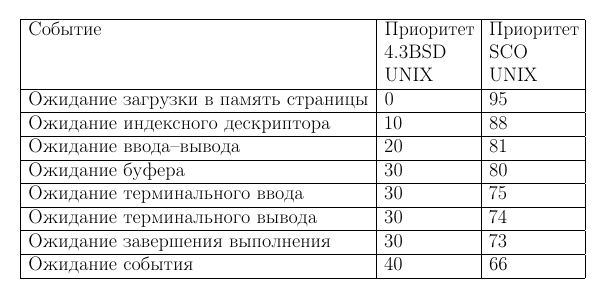 Событие Приоритет Приоритет
4.3BSD SCO
UNIX UNIX
Ожидание загрузки в память страницы 0 95
Ожидание индексного дескриптора 10 88
Ожидание ввода–вывода 20 81
Ожидание буфера 30 80
Ожидание терминального ввода 30 75
Ожидание терминального вывода 30 74
Ожидание завершения выполнения 30 73
Ожидание события 40 66